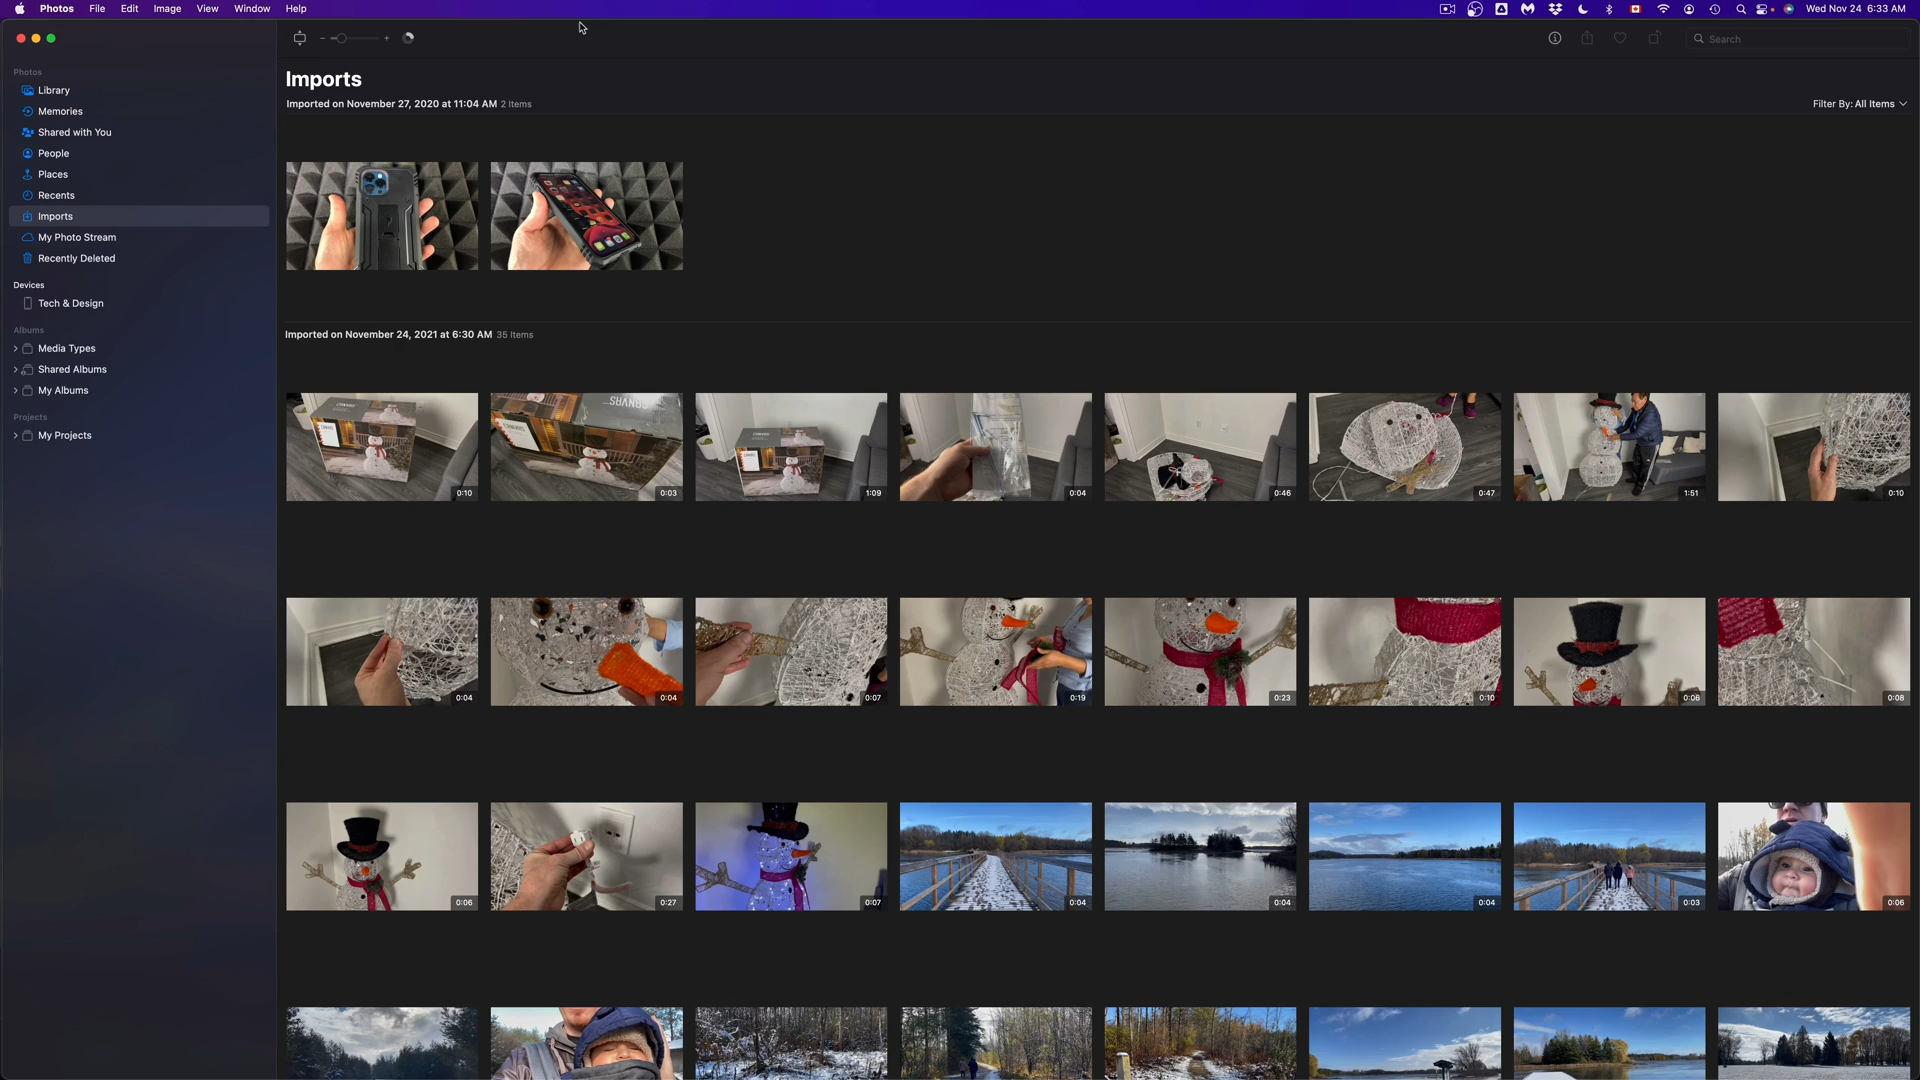 Photos File Edit Image View Window Help
Wed Nov 24 6:33 AM
Search
Photos
Library
Memories
Shared with You
People
Places
Recents
Imports
My Photo Stream
Recently Deleted
Devices
Tech & Design
Albums
Media Types
Shared Albums
My Albums
Projects
My Projects
Imports
Imported on November 27, 2020 at 11:04 AM 2 Items
Filter By: All Items
Imported on November 24, 2021 at 6:30 AM 35 Items
CANVAS
0:10 0:03 1:09 0:04 0:46 0:47 1:51 0:10
0:04 0:04 0:07 0:19 0:23 0:10 0:06 0:08
0:06 0:27 0:07 0:04 0:04 0:04 0:03 0:06